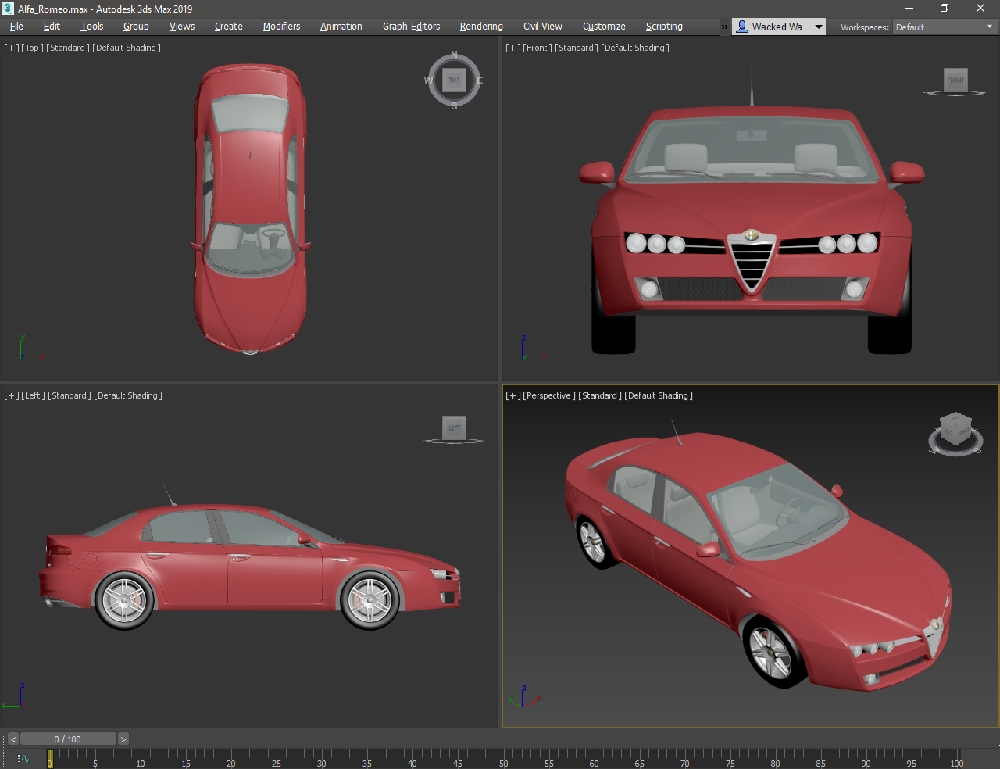 Alfa_Romeo.max - Autodesk 3ds Max 2019
File Edit Tools Group Views Create Modifiers Animation Graph Editors Rendering Civil View Customize Scripting » Wacked Wa Workspaces: Default
[+] [Top] [Standard] [Default Shading]
N
W TOP E
S
[+] [Front] [Standard] [Default Shading]
FRONT
[+] [Left] [Standard] [Default Shading]
LEFT
[+] [Perspective] [Standard] [Default Shading]
< 0 / 100 >
0 5 10 15 20 25 30 35 40 45 50 55 60 65 70 75 80 85 90 95 100